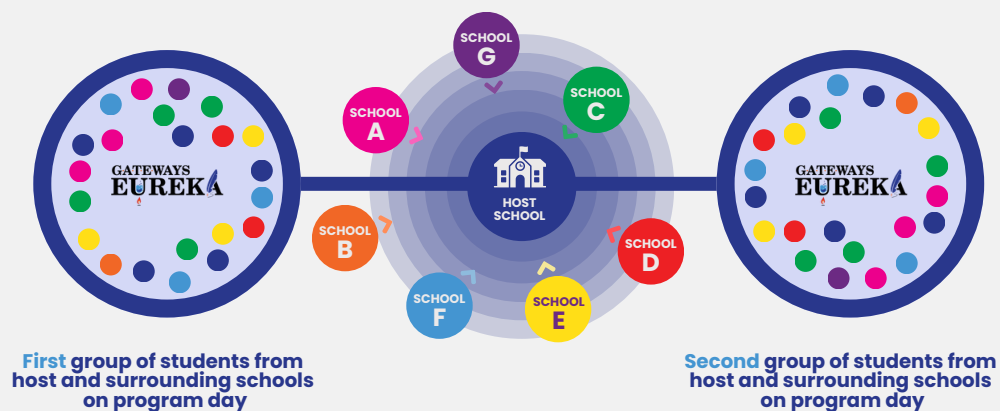 SCHOOL
G
SCHOOL
C
SCHOOL
A
GATEWAYS
EUREKA
HOST
SCHOOL
GATEWAYS
EUREKA
SCHOOL
B
SCHOOL
D
SCHOOL
F
SCHOOL
E
First group of students from
host and surrounding schools
on program day
Second group of students from
host and surrounding schools
on program day